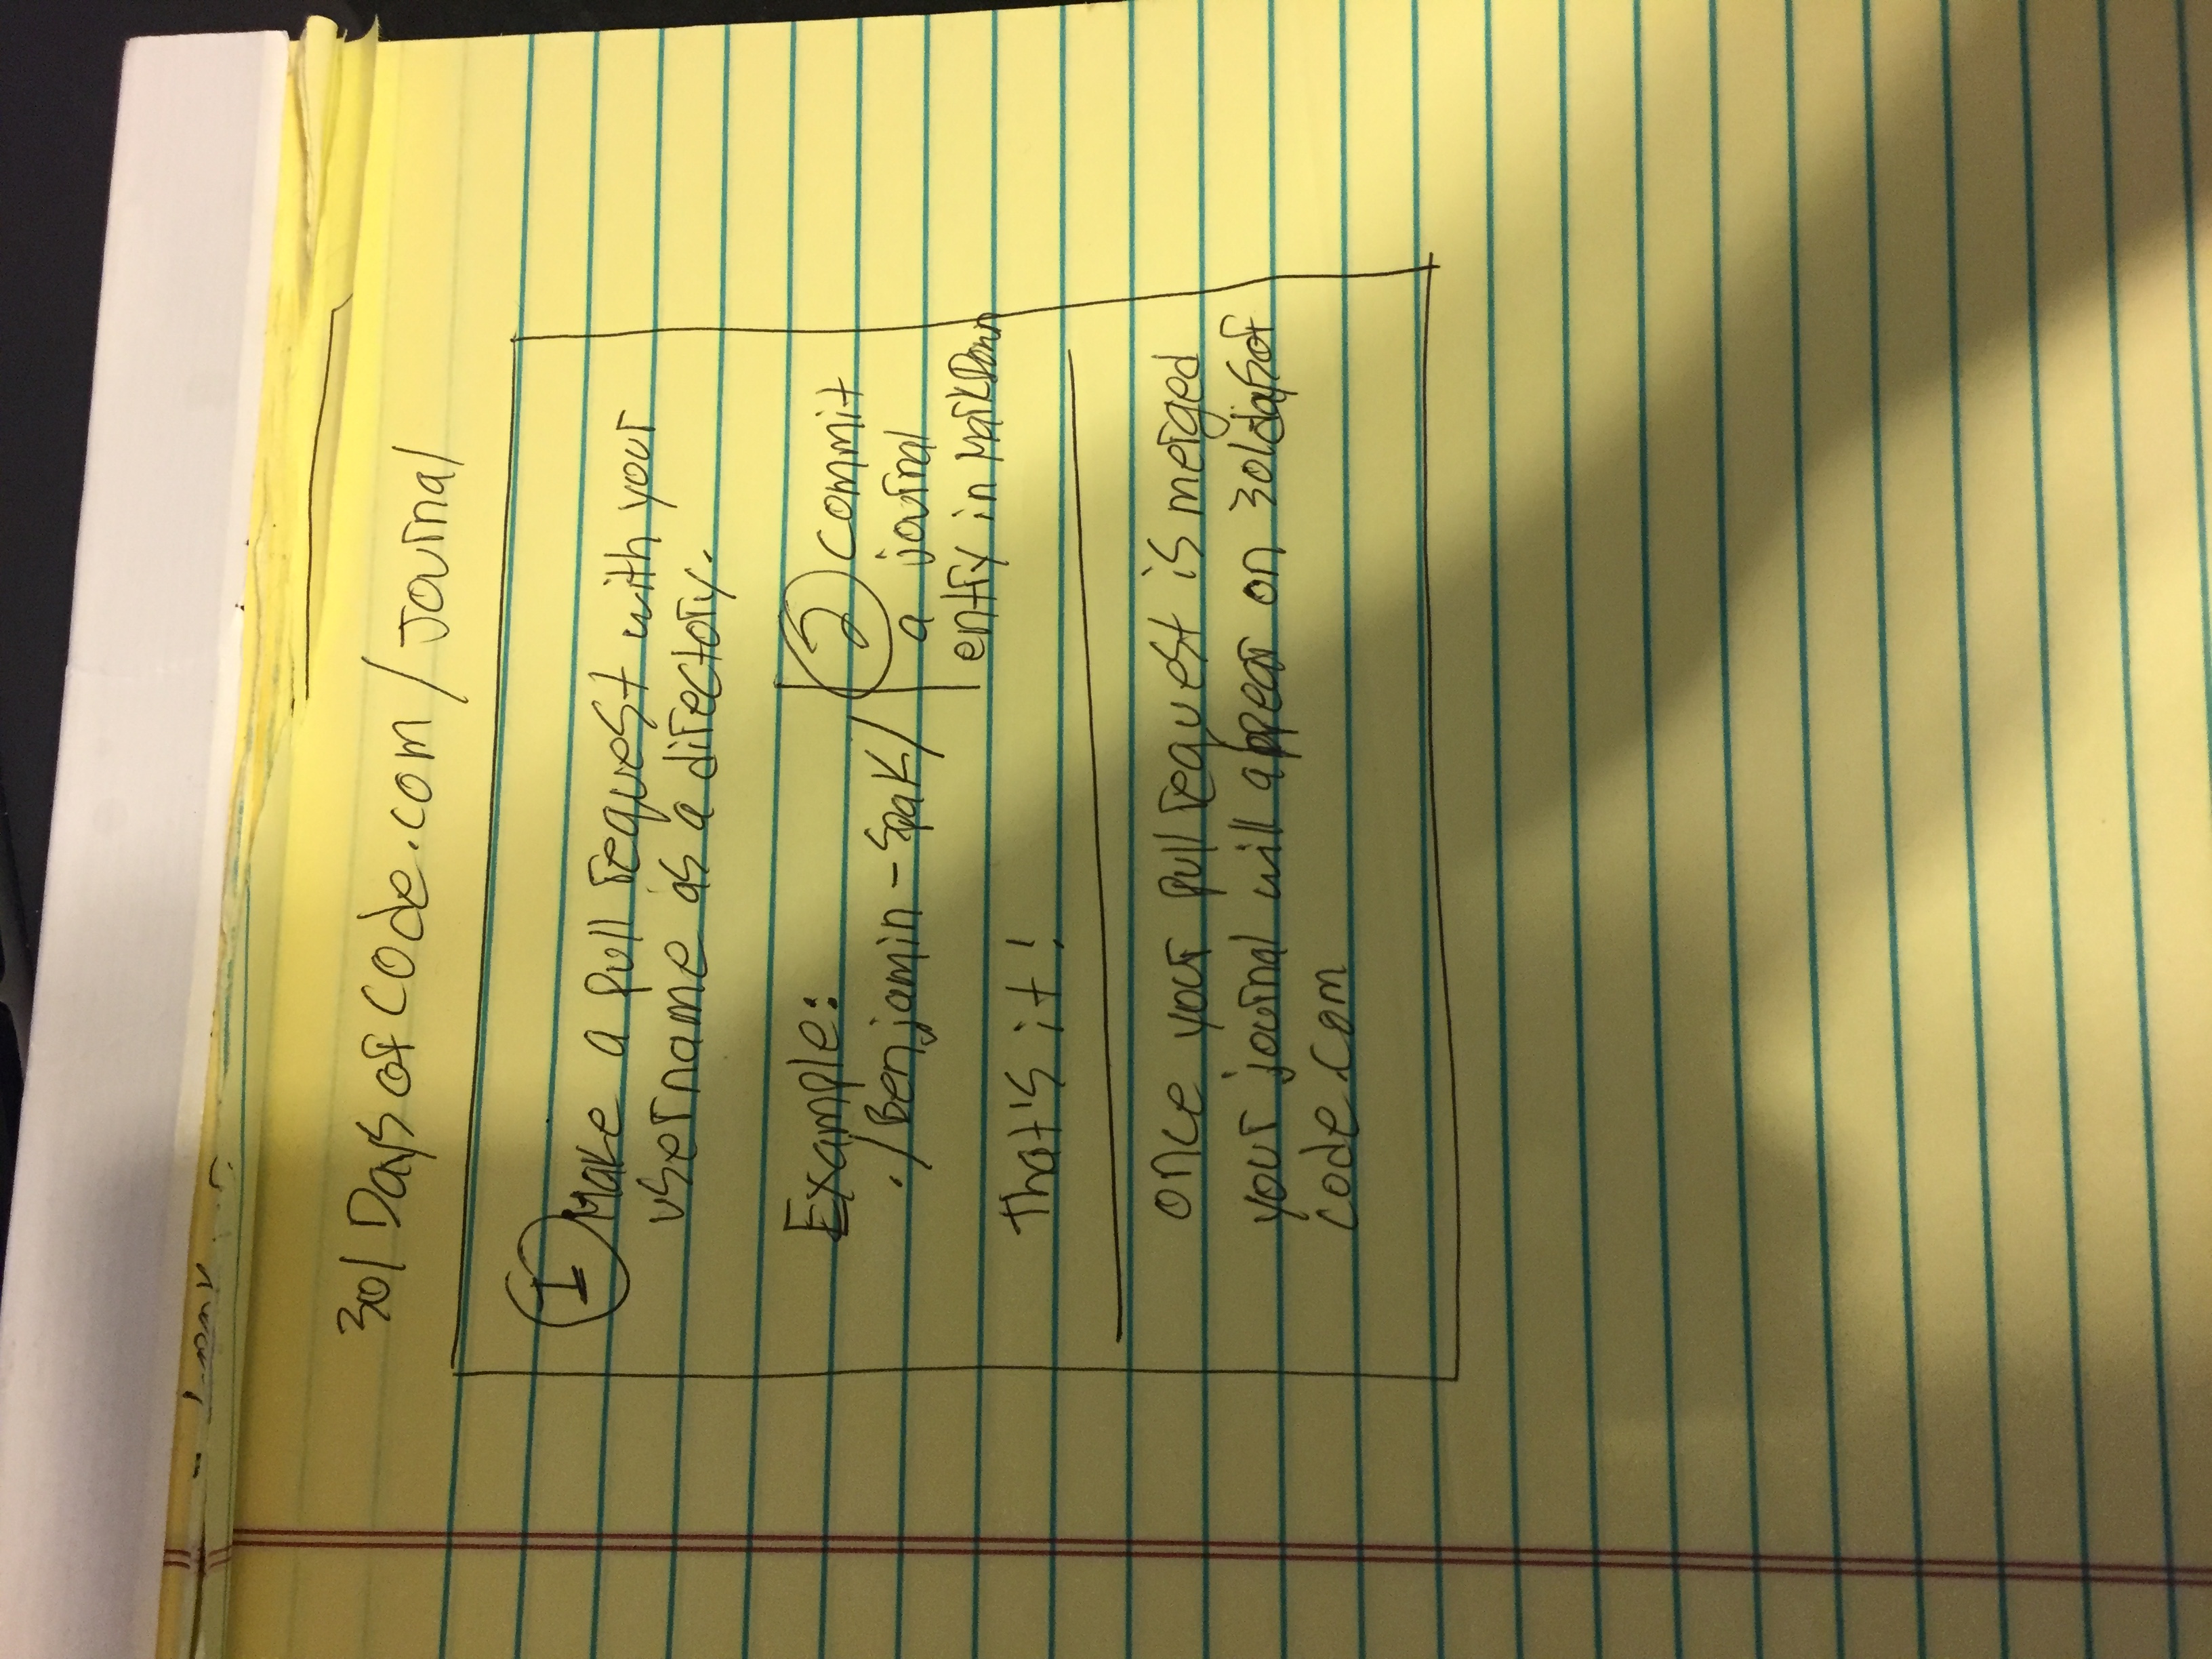 301 Days of Code.com/Journal
1 Make a pull request with your
username as a directory.
Example:
./Benjamin-Spak/
2 Commit
a journal
entry in MarkDown
That's it!
Once your pull request is merged
your journal will appear on 301daysof
code.com